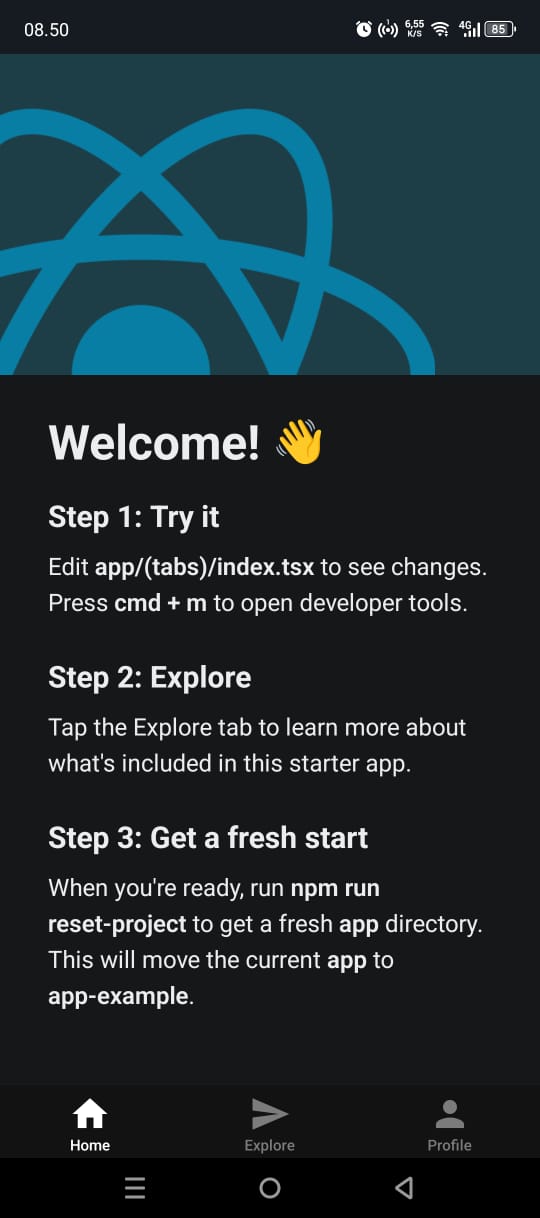 08.50
1
6,55
K/S
4G
85
Welcome! 👋
Step 1: Try it
Edit app/(tabs)/index.tsx to see changes.
Press cmd + m to open developer tools.
Step 2: Explore
Tap the Explore tab to learn more about
what's included in this starter app.
Step 3: Get a fresh start
When you're ready, run npm run
reset-project to get a fresh app directory.
This will move the current app to
app-example.
Home
Explore
Profile